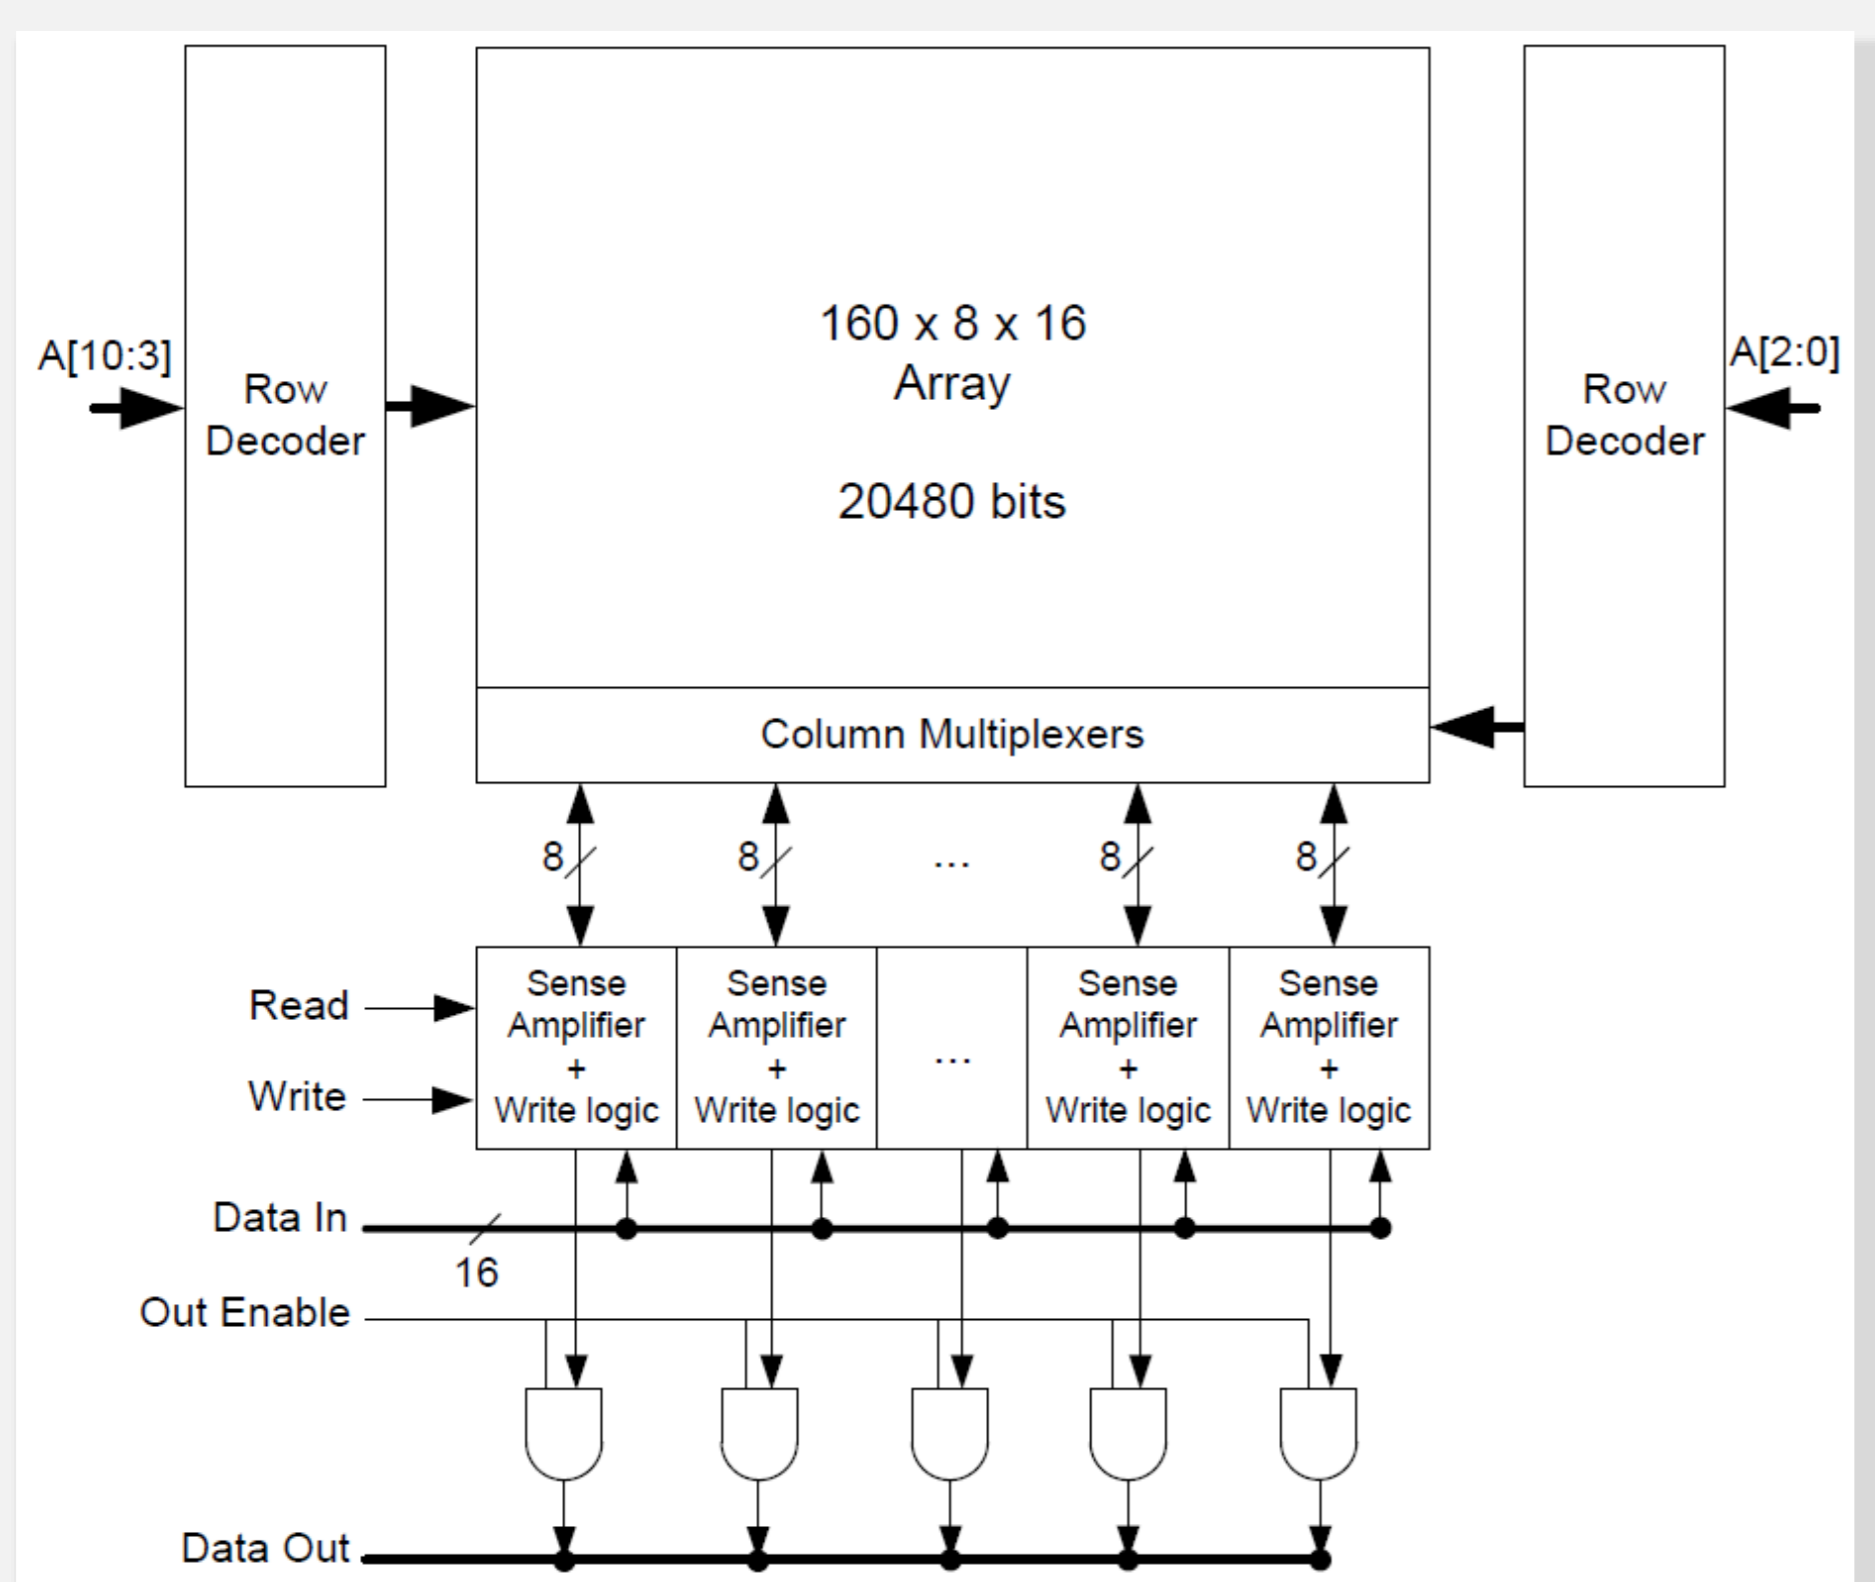 A[10:3]
Row
Decoder
160 x 8 x 16
Array
20480 bits
Row
Decoder
A[2:0]
Column Multiplexers
8
8
...
8
8
Read
Write
Sense
Amplifier
+
Write logic
Sense
Amplifier
+
Write logic
...
Sense
Amplifier
+
Write logic
Sense
Amplifier
+
Write logic
Data In
16
Out Enable
Data Out